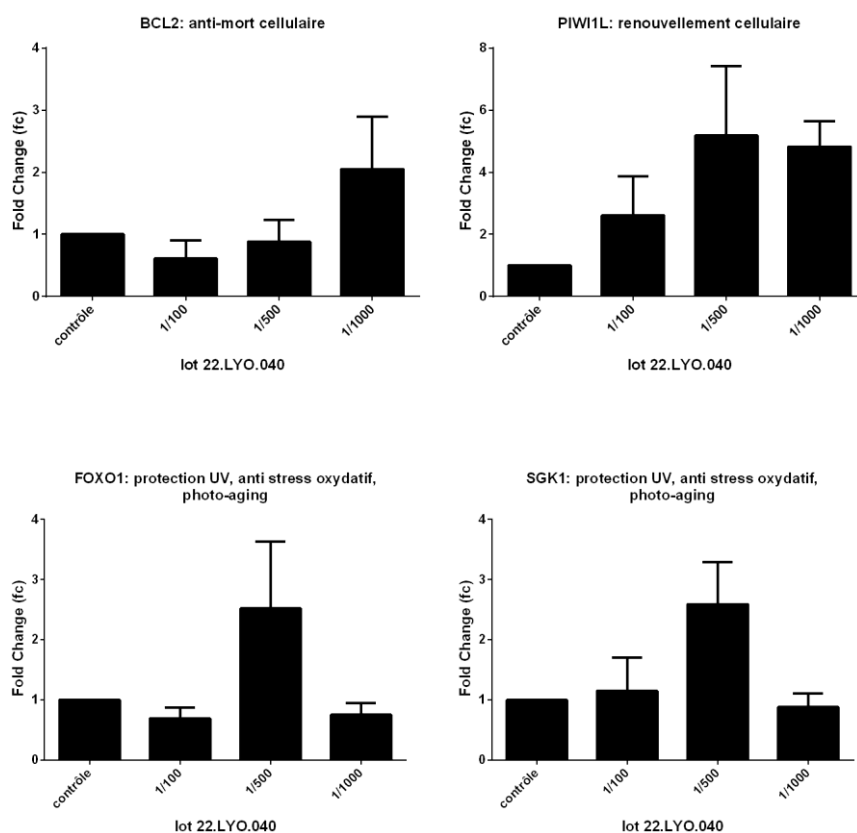 BCL2: anti-mort cellulaire
4
3
2
1
0
Fold Change (fc)
contrôle
1/100
1/500
1/1000
lot 22.LYO.040
PIWI1L: renouvellement cellulaire
8
6
4
2
0
Fold Change (fc)
contrôle
1/100
1/500
1/1000
lot 22.LYO.040
FOXO1: protection UV, anti stress oxydatif,
photo-aging
4
3
2
1
0
Fold Change (fc)
contrôle
1/100
1/500
1/1000
lot 22.LYO.040
SGK1: protection UV, anti stress oxydatif,
photo-aging
4
3
2
1
0
Fold Change (fc)
contrôle
1/100
1/500
1/1000
lot 22.LYO.040